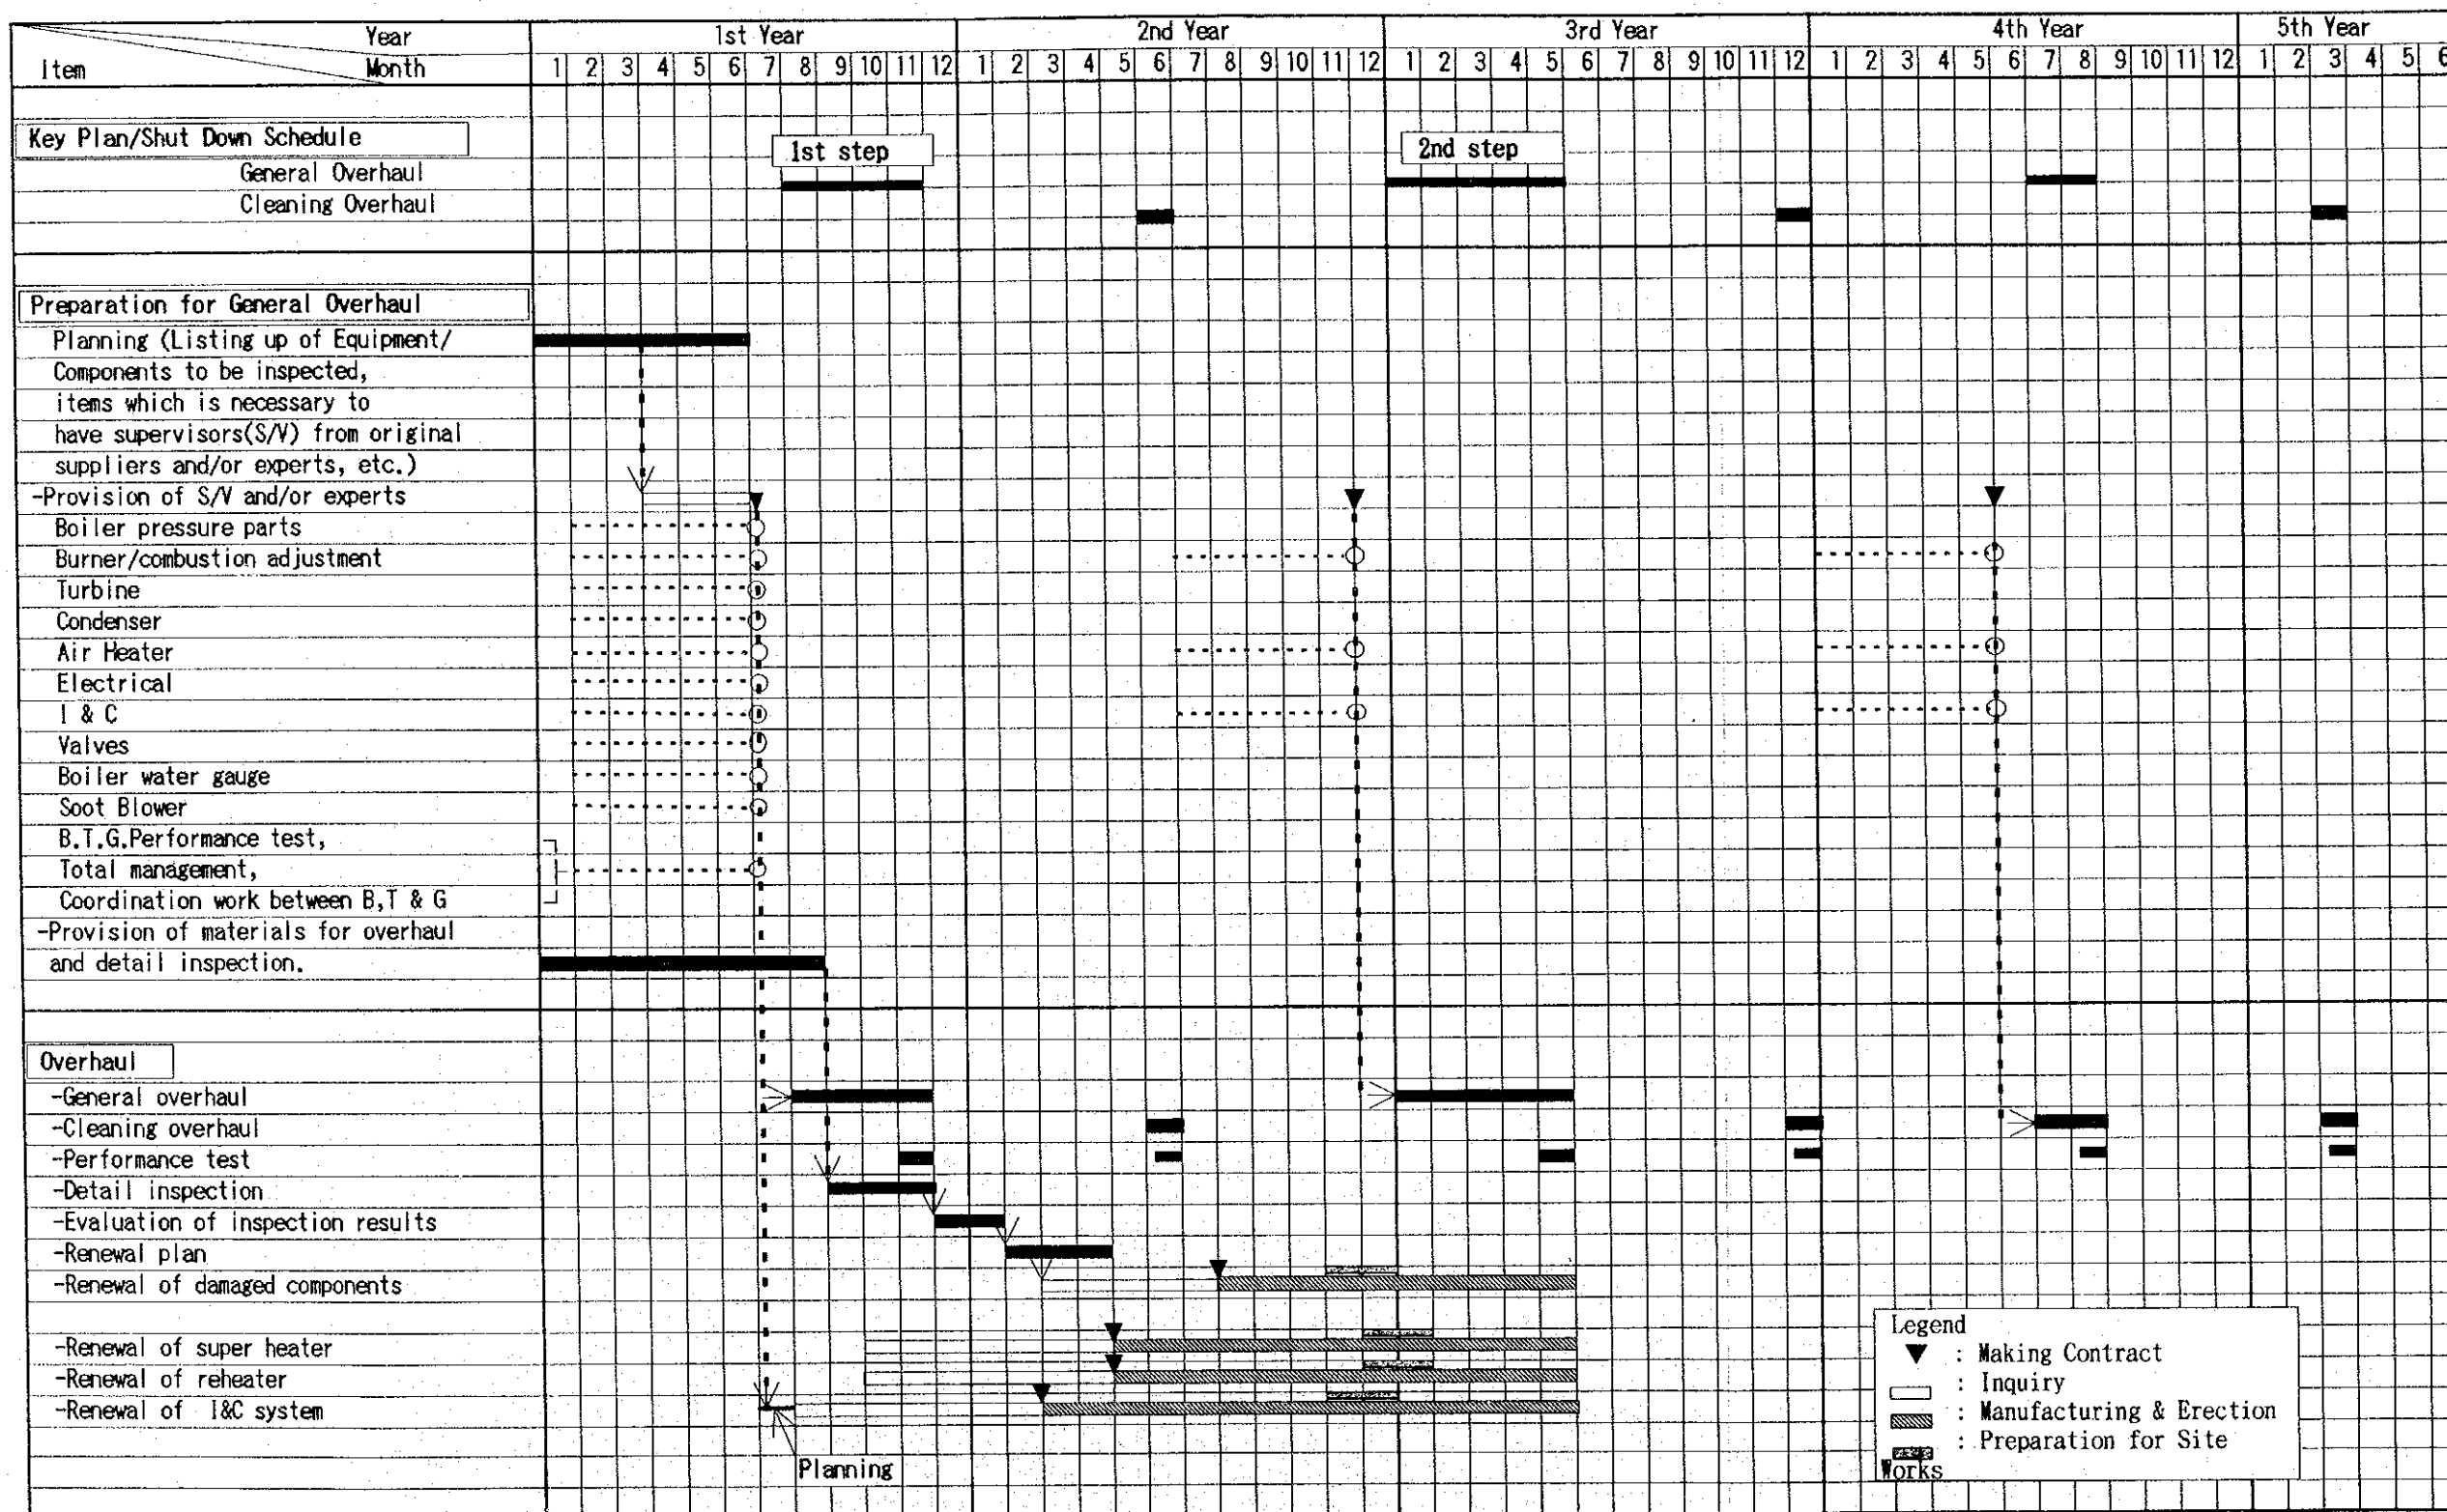 Year 1st Year 2nd Year 3rd Year 4th Year 5th Year
Item Month 1 2 3 4 5 6 7 8 9 10 11 12 1 2 3 4 5 6 7 8 9 10 11 12 1 2 3 4 5 6 7 8 9 10 11 12 1 2 3 4 5 6 7 8 9 10 11 12 1 2 3 4 5 6
Key Plan/Shut Down Schedule
1st step 2nd step
General Overhaul
Cleaning Overhaul
Preparation for General Overhaul
Planning (Listing up of Equipment/
Components to be inspected,
items which is necessary to
have supervisors(S/V) from original
suppliers and/or experts, etc.)
-Provision of S/V and/or experts
Boiler pressure parts
Burner/combustion adjustment
Turbine
Condenser
Air Heater
Electrical
I & C
Valves
Boiler water gauge
Soot Blower
B.T.G.Performance test,
Total management,
Coordination work between B,T & G
-Provision of materials for overhaul
and detail inspection.
Overhaul
-General overhaul
-Cleaning overhaul
-Performance test
-Detail inspection
-Evaluation of inspection results
-Renewal plan
-Renewal of damaged components
-Renewal of super heater
-Renewal of reheater
-Renewal of I&C system
Planning
Legend
: Making Contract
: Inquiry
: Manufacturing & Erection
: Preparation for Site
Works